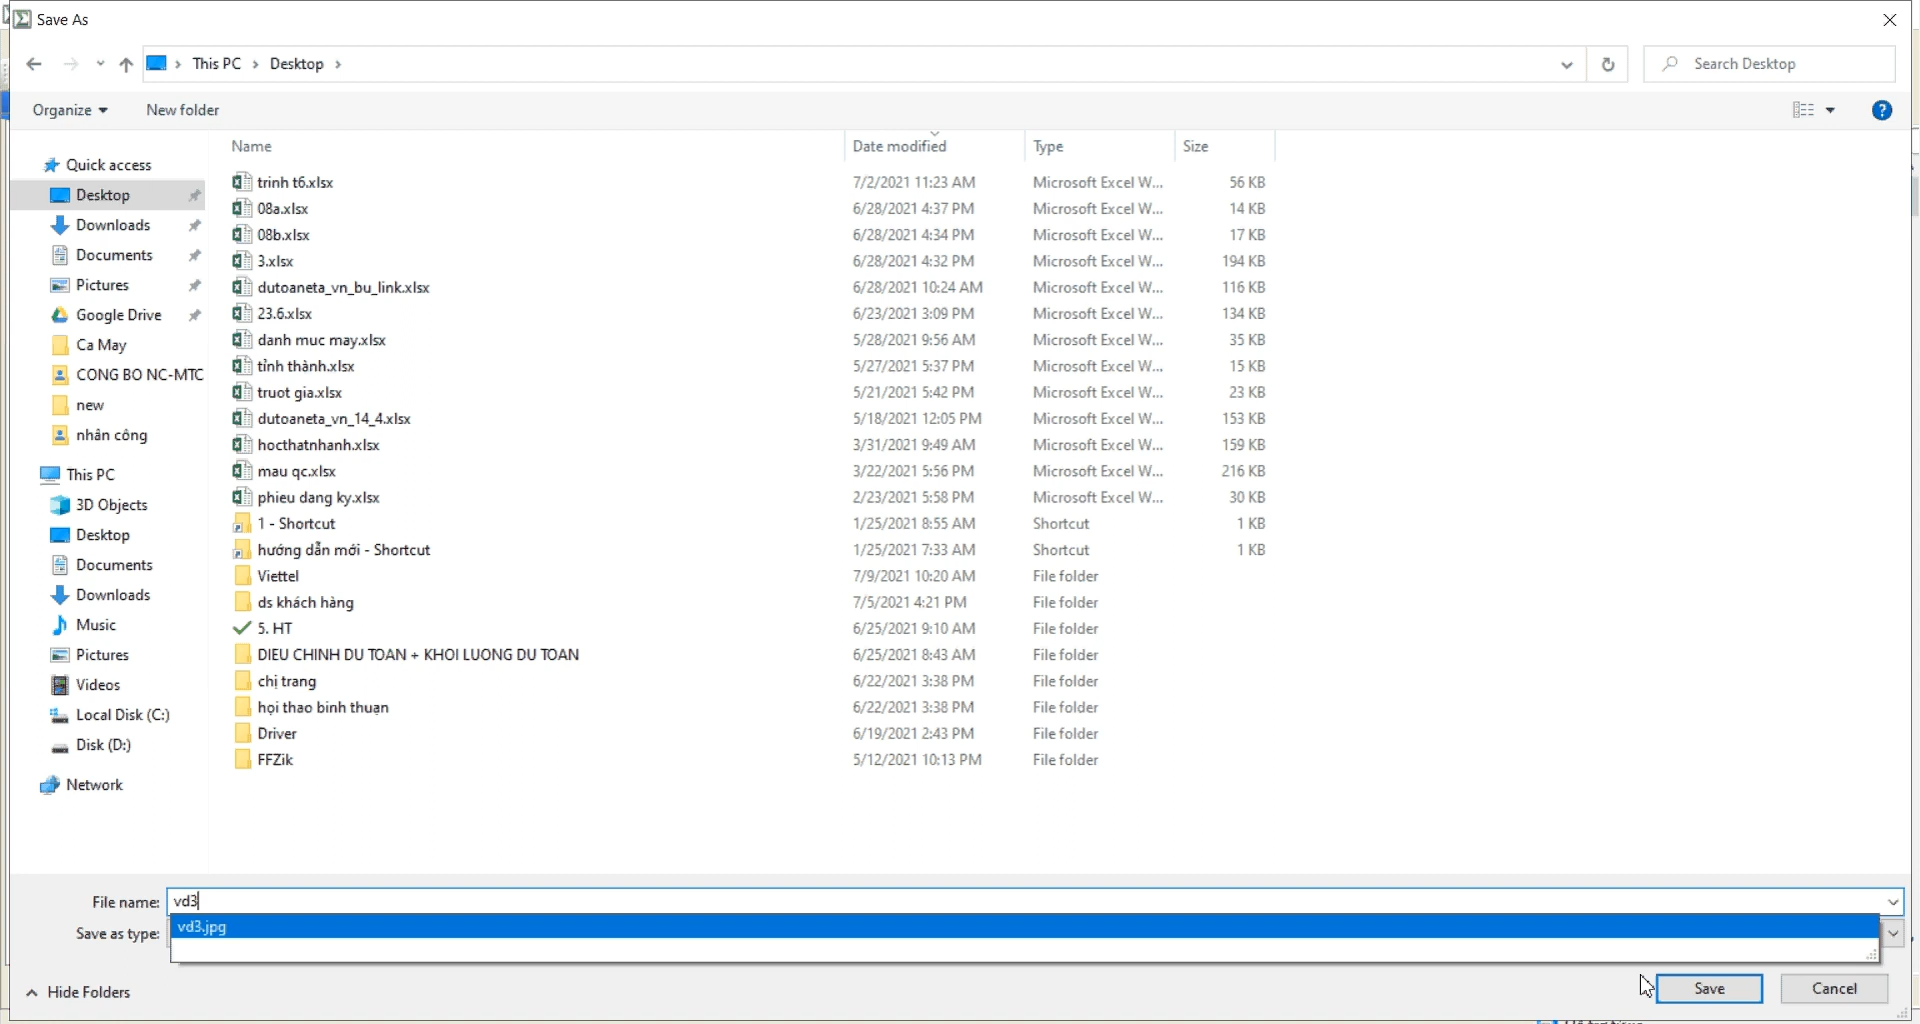 Save As
This PC > Desktop >
Search Desktop
Organize
New folder
Name Date modified Type Size
Quick access
Desktop
Downloads
Documents
Pictures
Google Drive
Ca May
CONG BO NC-MTC
new
nhân công
This PC
3D Objects
Desktop
Documents
Downloads
Music
Pictures
Videos
Local Disk (C:)
Disk (D:)
Network
trinh t6.xlsx 7/2/2021 11:23 AM Microsoft Excel W... 56 KB
08a.xlsx 6/28/2021 4:37 PM Microsoft Excel W... 14 KB
08b.xlsx 6/28/2021 4:34 PM Microsoft Excel W... 17 KB
3.xlsx 6/28/2021 4:32 PM Microsoft Excel W... 194 KB
dutoaneta_vn_bu_link.xlsx 6/28/2021 10:24 AM Microsoft Excel W... 116 KB
23.6.xlsx 6/23/2021 3:09 PM Microsoft Excel W... 134 KB
danh muc may.xlsx 5/28/2021 9:56 AM Microsoft Excel W... 35 KB
tỉnh thành.xlsx 5/27/2021 5:37 PM Microsoft Excel W... 15 KB
truot gia.xlsx 5/21/2021 5:42 PM Microsoft Excel W... 23 KB
dutoaneta_vn_14_4.xlsx 5/18/2021 12:05 PM Microsoft Excel W... 153 KB
hocthatnhanh.xlsx 3/31/2021 9:49 AM Microsoft Excel W... 159 KB
mau qc.xlsx 3/22/2021 5:56 PM Microsoft Excel W... 216 KB
phieu dang ky.xlsx 2/23/2021 5:58 PM Microsoft Excel W... 30 KB
1 - Shortcut 1/25/2021 8:55 AM Shortcut 1 KB
hướng dẫn mới - Shortcut 1/25/2021 7:33 AM Shortcut 1 KB
Viettel 7/9/2021 10:20 AM File folder
ds khách hàng 7/5/2021 4:21 PM File folder
5. HT 6/25/2021 9:10 AM File folder
DIEU CHINH DU TOAN + KHOI LUONG DU TOAN 6/25/2021 8:43 AM File folder
chị trang 6/22/2021 3:38 PM File folder
họi thao binh thuạn 6/22/2021 3:38 PM File folder
Driver 6/19/2021 2:43 PM File folder
FFZik 5/12/2021 10:13 PM File folder
File name: vd3
vd3.jpg
Save as type:
Hide Folders
Save
Cancel